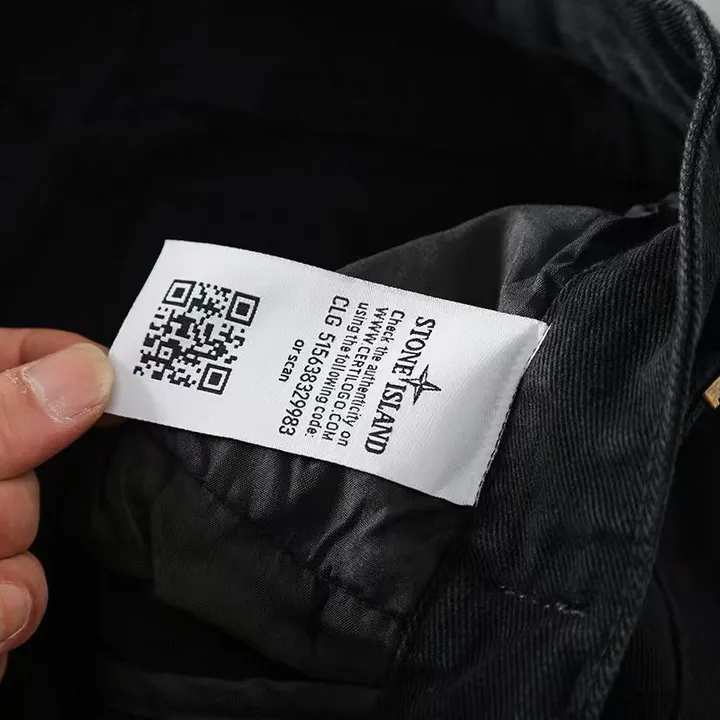 STONE ISLAND
Check the authenticity on
WWW.CERTILOGO.COM
using the following code:
CLG 515638329983
or scan